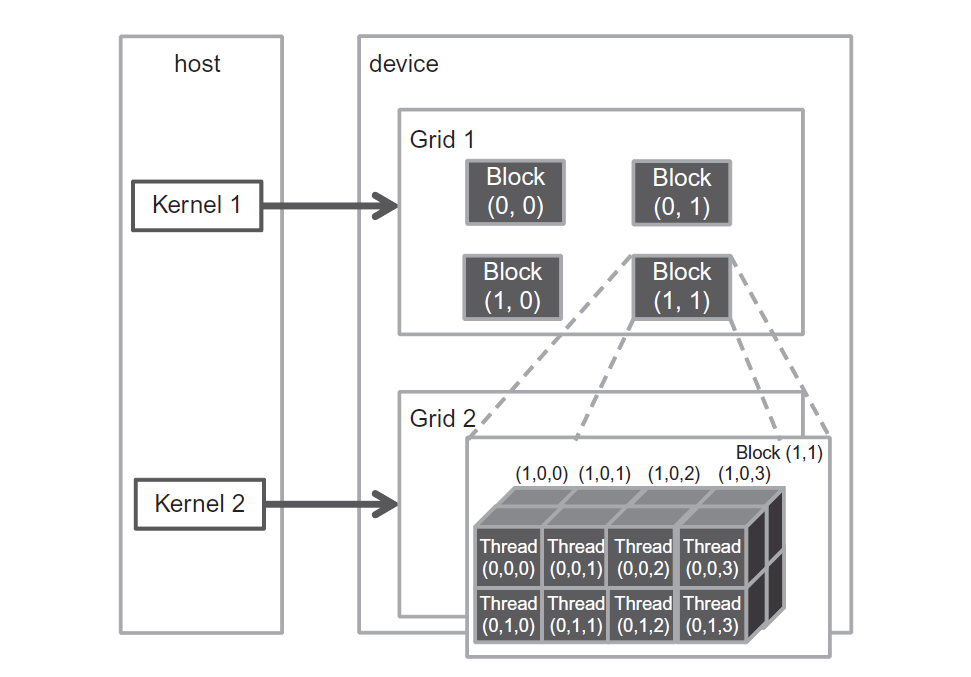 host
device
Grid 1
Block
(0, 0)
Block
(0, 1)
Kernel 1
Block
(1, 0)
Block
(1, 1)
Grid 2
Block (1,1)
(1,0,0) (1,0,1) (1,0,2) (1,0,3)
Kernel 2
Thread
(0,0,0)
Thread
(0,0,1)
Thread
(0,0,2)
Thread
(0,0,3)
Thread
(0,1,0)
Thread
(0,1,1)
Thread
(0,1,2)
Thread
(0,1,3)